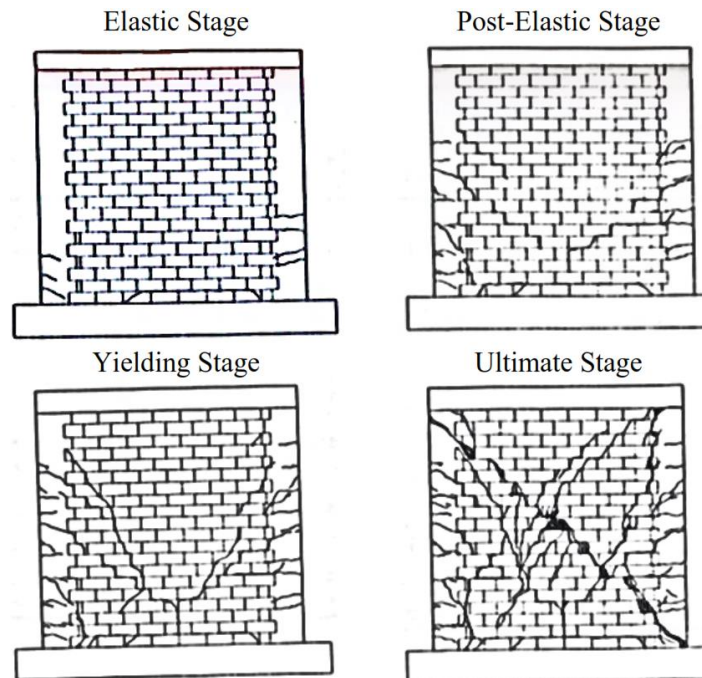 Elastic Stage
Post-Elastic Stage
Yielding Stage
Ultimate Stage